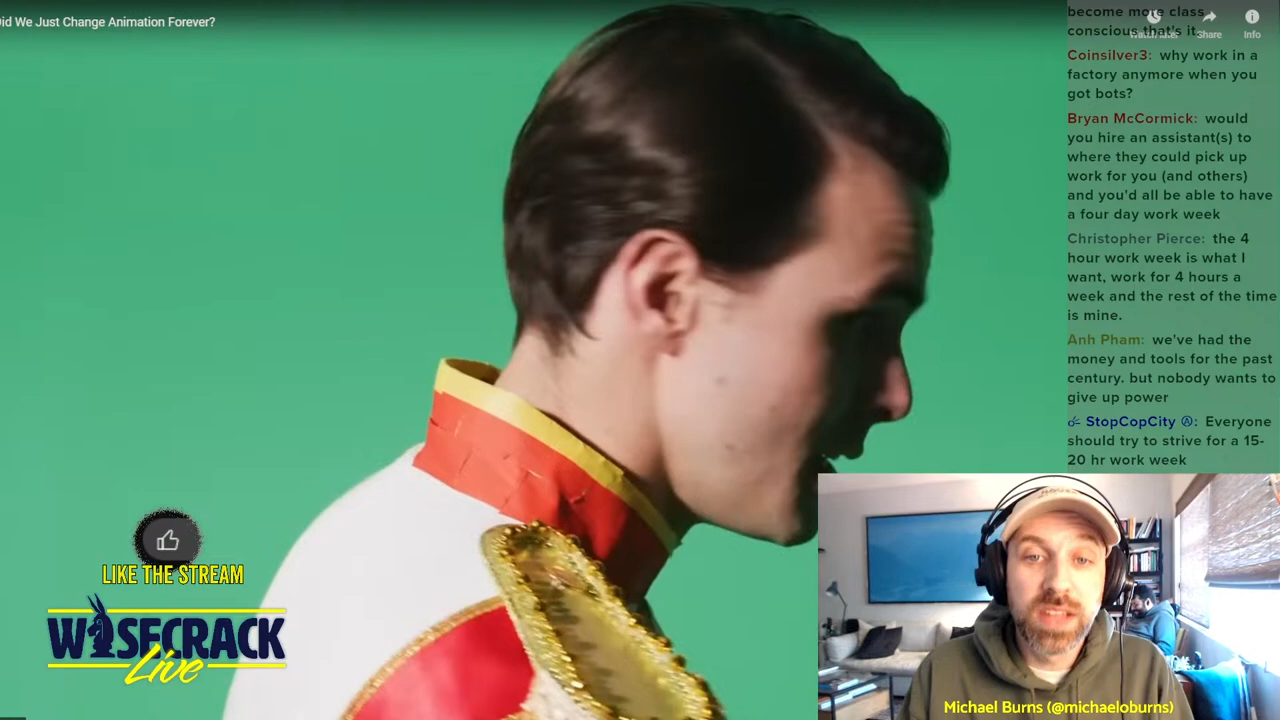 Did We Just Change Animation Forever?
Watch later
Share
Info
become more class
conscious that's it
Coinsilver3: why work in a
factory anymore when you
got bots?
Bryan McCormick: would
you hire an assistant(s) to
where they could pick up
work for you (and others)
and you'd all be able to have
a four day work week
Christopher Pierce: the 4
hour work week is what I
want, work for 4 hours a
week and the rest of the time
is mine.
Anh Pham: we've had the
money and tools for the past
century. but nobody wants to
give up power
StopCopCity Ⓐ: Everyone
should try to strive for a 15-
20 hr work week
LIKE THE STREAM
WISECRACK
Live
Michael Burns (@michaeloburns)